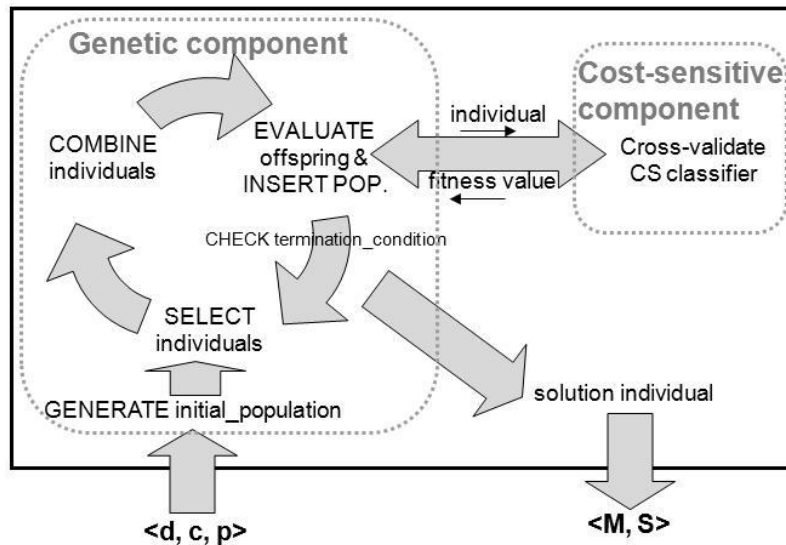 Genetic component
Cost-sensitive
component
COMBINE
individuals
EVALUATE
offspring &
INSERT POP.
individual
fitness value
Cross-validate
CS classifier
CHECK termination_condition
SELECT
individuals
GENERATE initial_population
solution individual
<d, c, p>
<M, S>